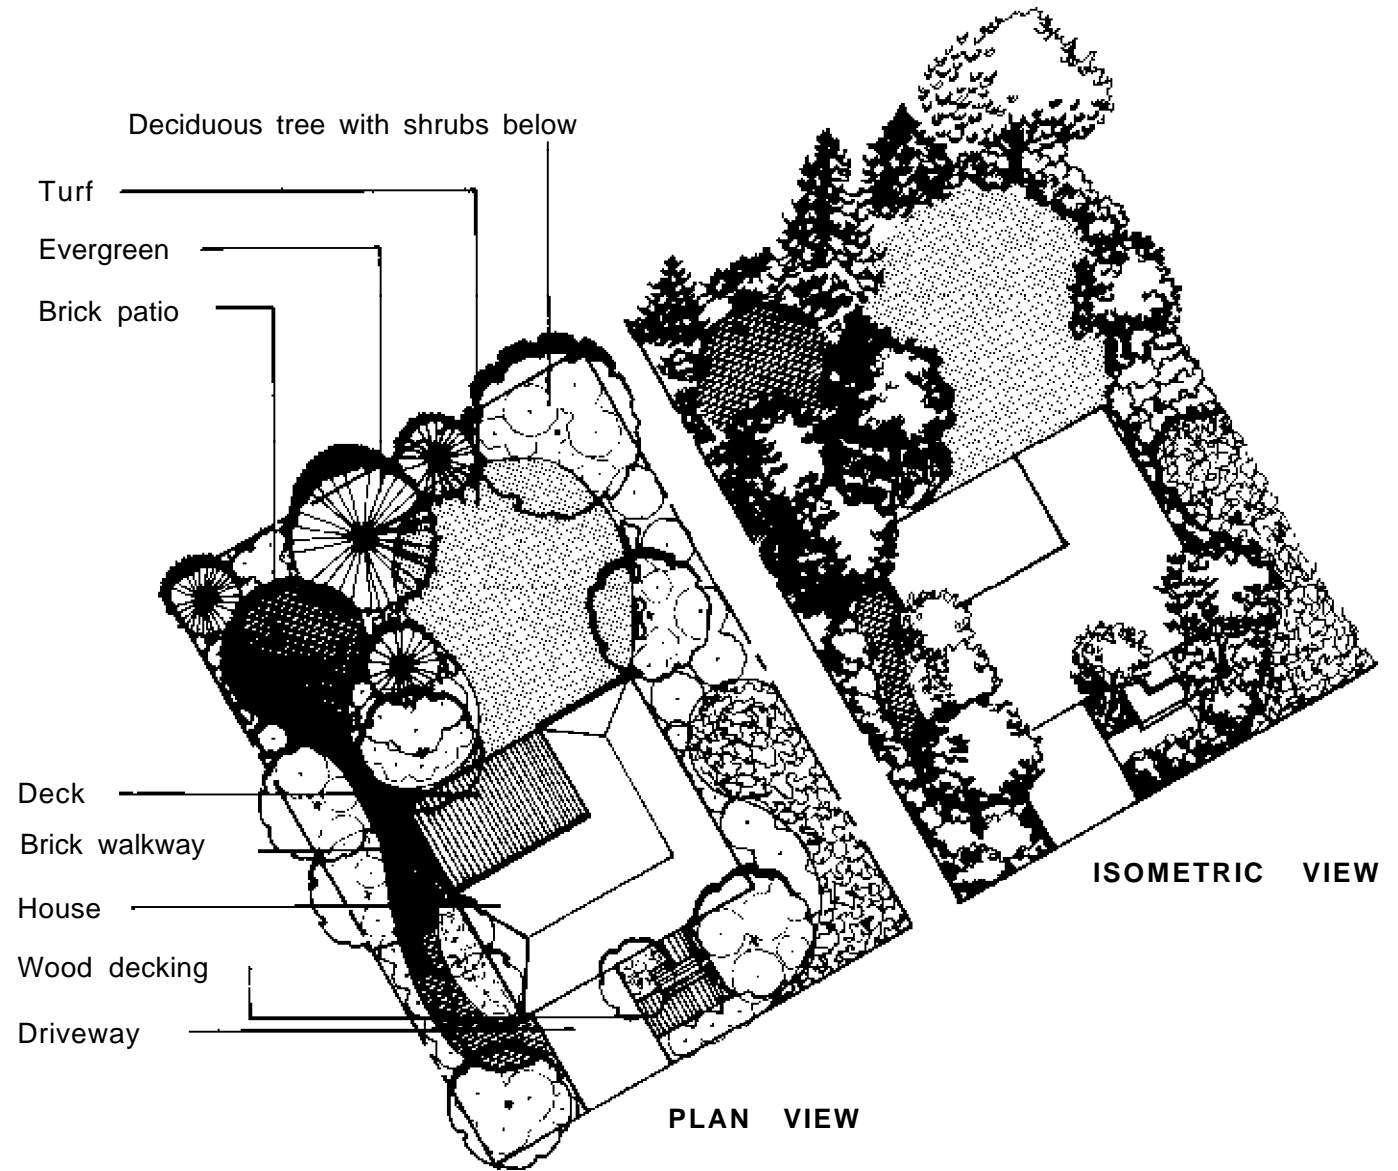 Deciduous tree with shrubs below
Turf
Evergreen
Brick patio
Deck
Brick walkway
House
Wood decking
Driveway
ISOMETRIC VIEW
PLAN VIEW